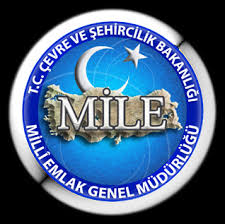 T.C. ÇEVRE VE ŞEHİRCİLİK BAKANLIĞI
MİLE
MİLLİ EMLAK GENEL MÜDÜRLÜĞÜ